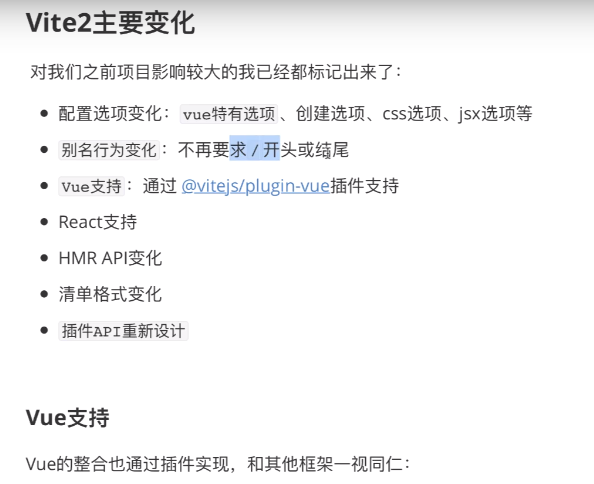 Vite2主要变化
对我们之前项目影响较大的我已经都标记出来了：
配置选项变化：vue特有选项、创建选项、css选项、jsx选项等
别名行为变化：不再要求 / 开头或结尾
Vue支持：通过 @vitejs/plugin-vue插件支持
React支持
HMR API变化
清单格式变化
插件API重新设计
Vue支持
Vue的整合也通过插件实现，和其他框架一视同仁：